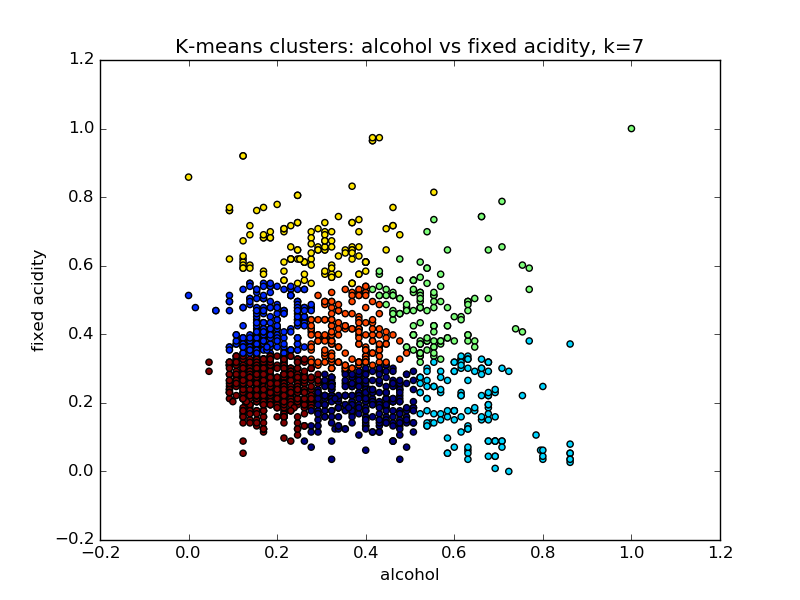 K-means clusters: alcohol vs fixed acidity, k=7
1.2
1.0
0.8
0.6
0.4
0.2
0.0
−0.2
fixed acidity
−0.2 0.0 0.2 0.4 0.6 0.8 1.0 1.2
alcohol